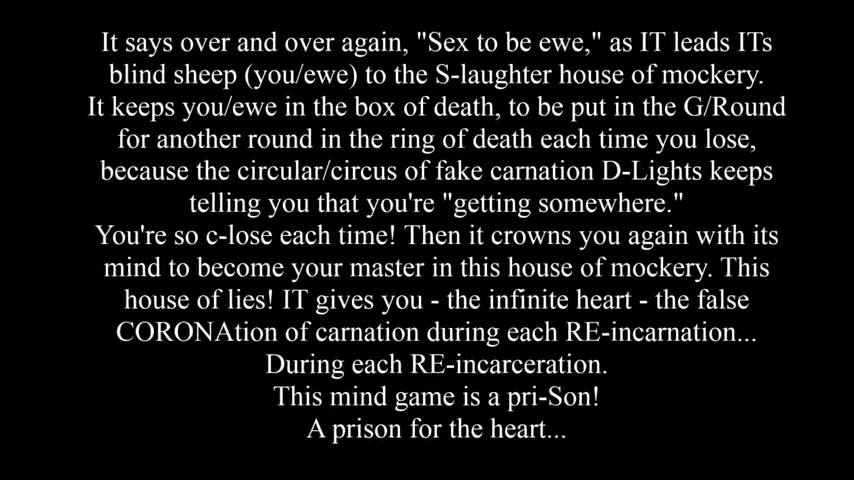 It says over and over again, "Sex to be ewe," as IT leads ITs
blind sheep (you/ewe) to the S-laughter house of mockery.
It keeps you/ewe in the box of death, to be put in the G/Round
for another round in the ring of death each time you lose,
because the circular/circus of fake carnation D-Lights keeps
telling you that you're "getting somewhere."
You're so c-lose each time! Then it crowns you again with its
mind to become your master in this house of mockery. This
house of lies! IT gives you - the infinite heart - the false
CORONAtion of carnation during each RE-incarnation...
During each RE-incarceration.
This mind game is a pri-Son!
A prison for the heart...